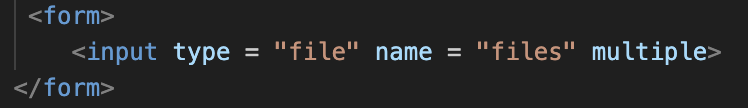 <form>
<input type = "file" name = "files" multiple>
</form>